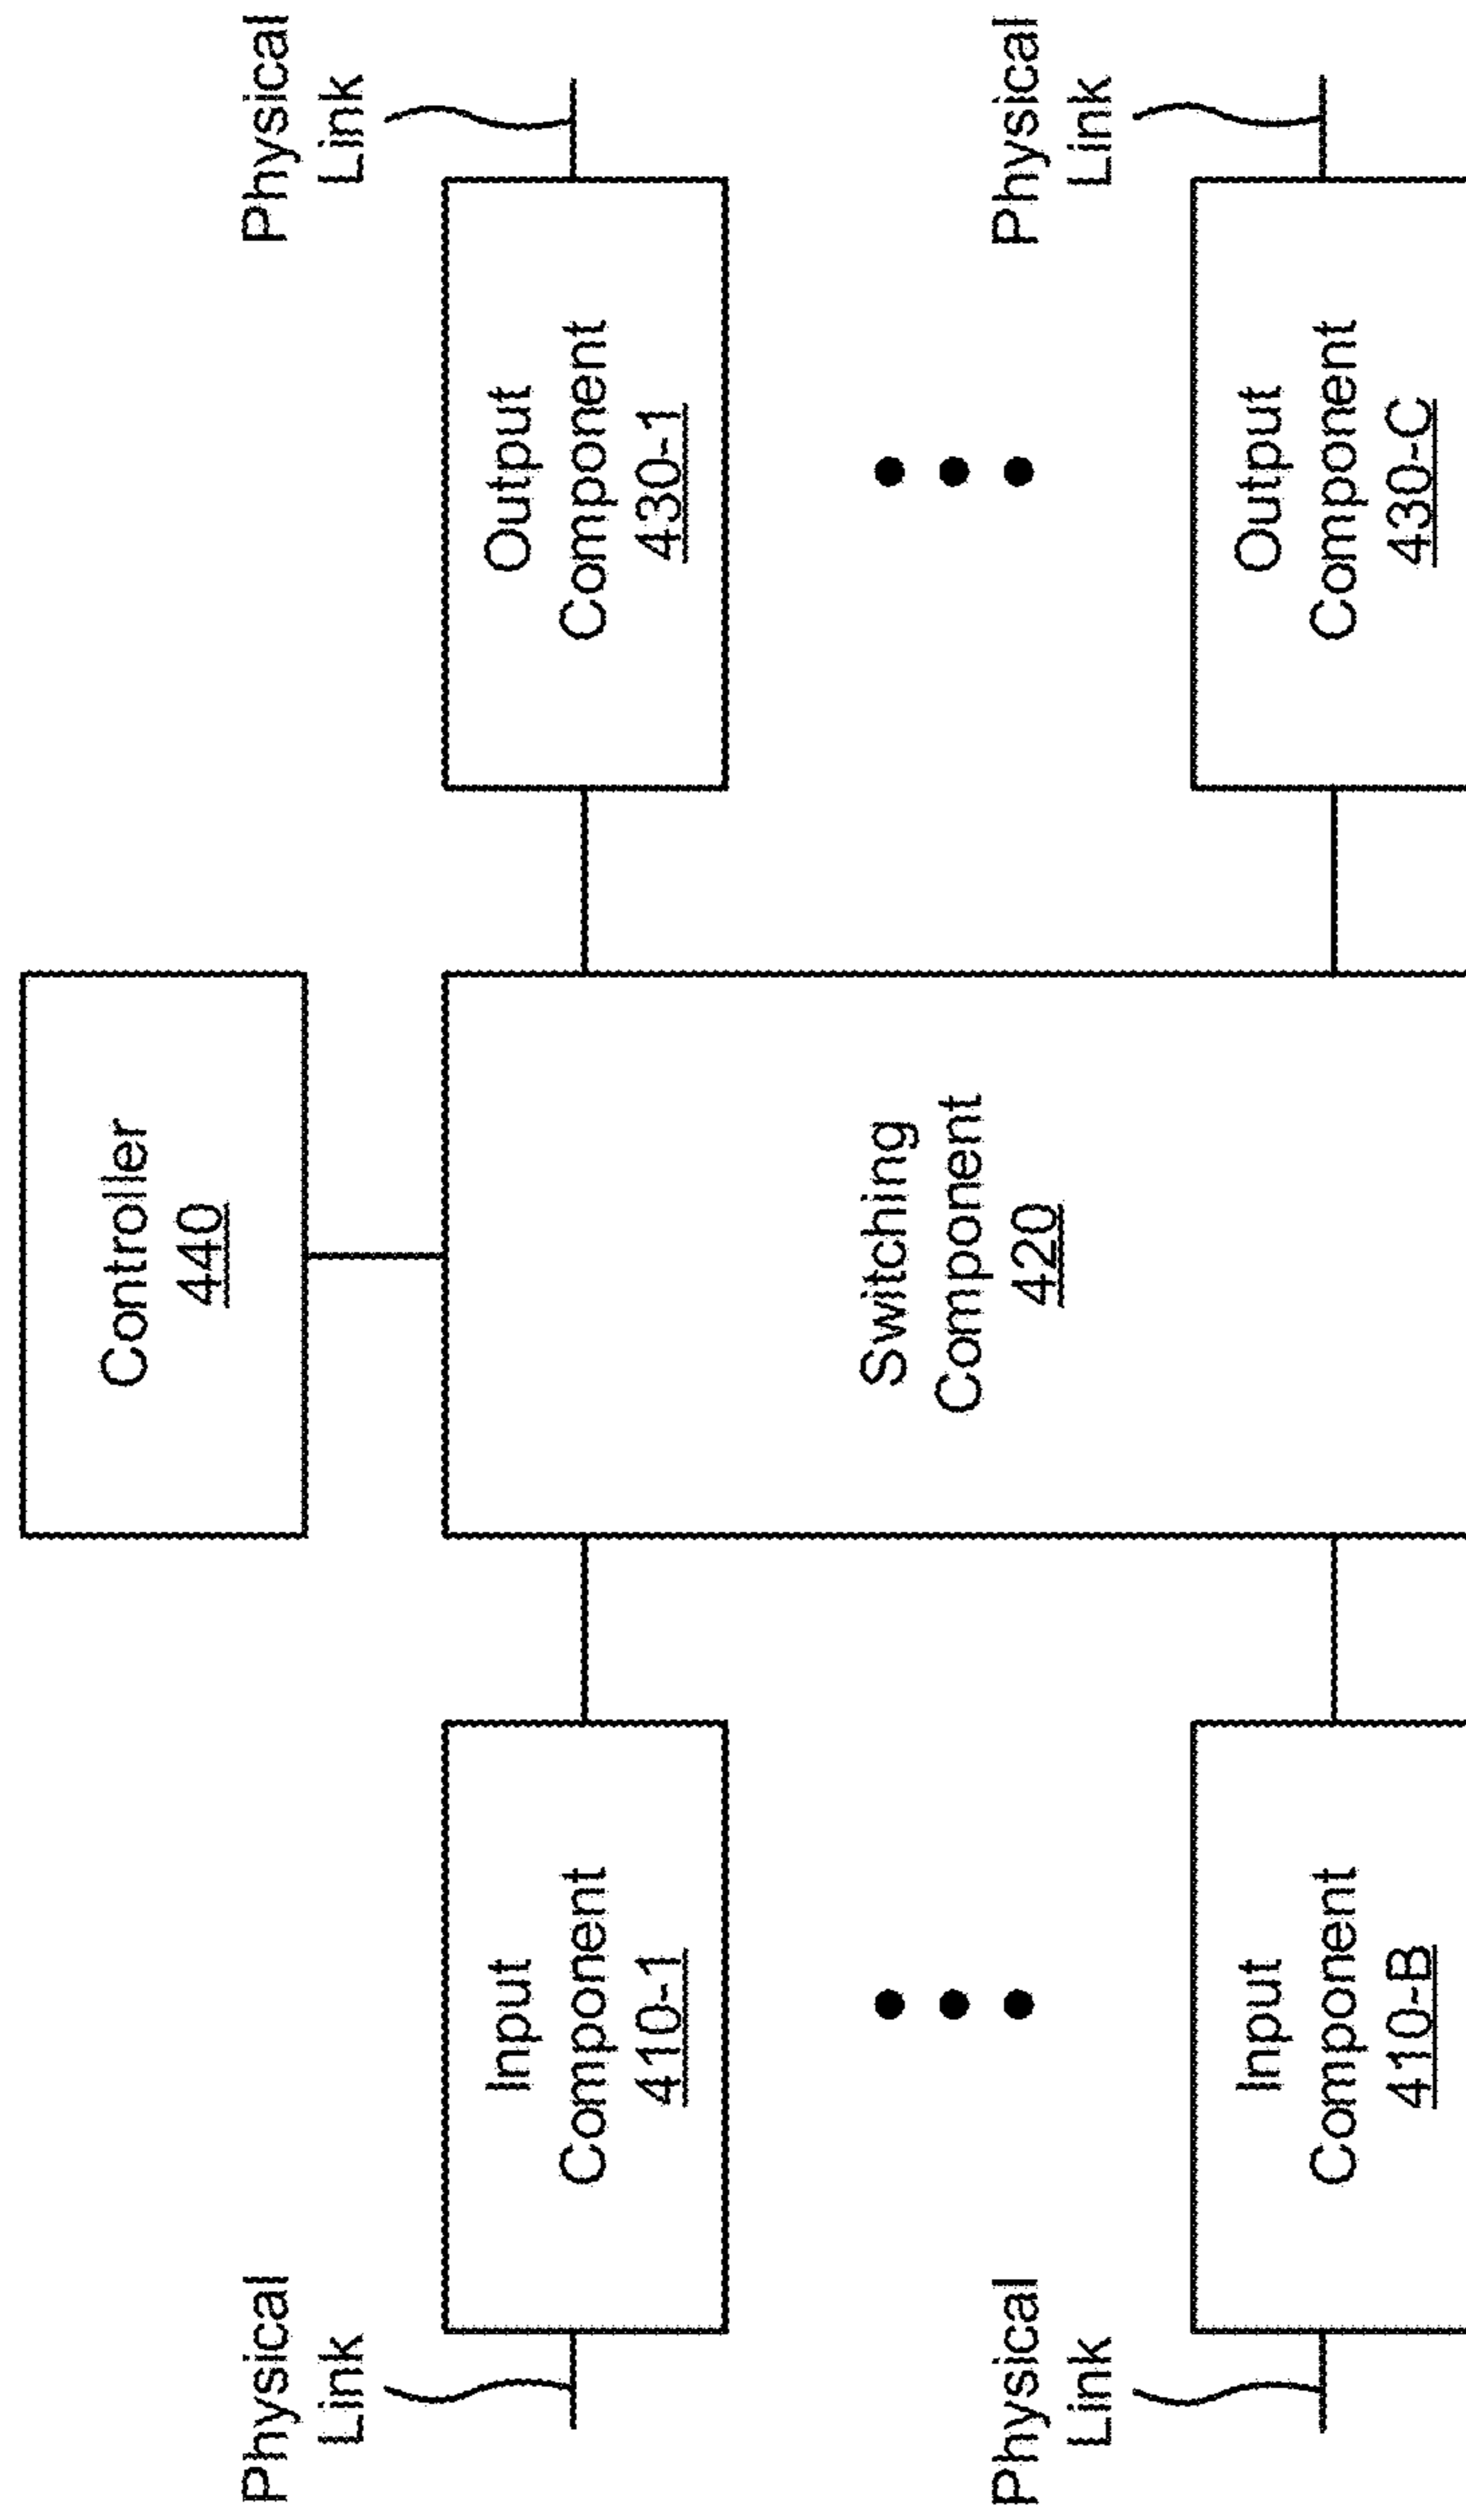 Controller
440
Physical
Link
Input
Component
410-1
Switching
Component
420
Output
Component
430-1
Physical
Link
Physical
Link
Input
Component
410-B
Output
Component
430-C
Physical
Link